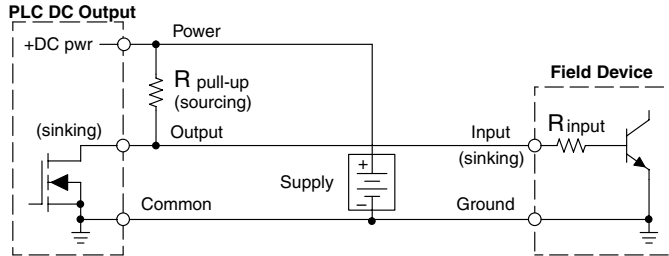 PLC DC Output
+DC pwr
Power
R pull-up
(sourcing)
Field Device
(sinking)
Output
Input
(sinking)
R input
+
Supply
–
Common
Ground